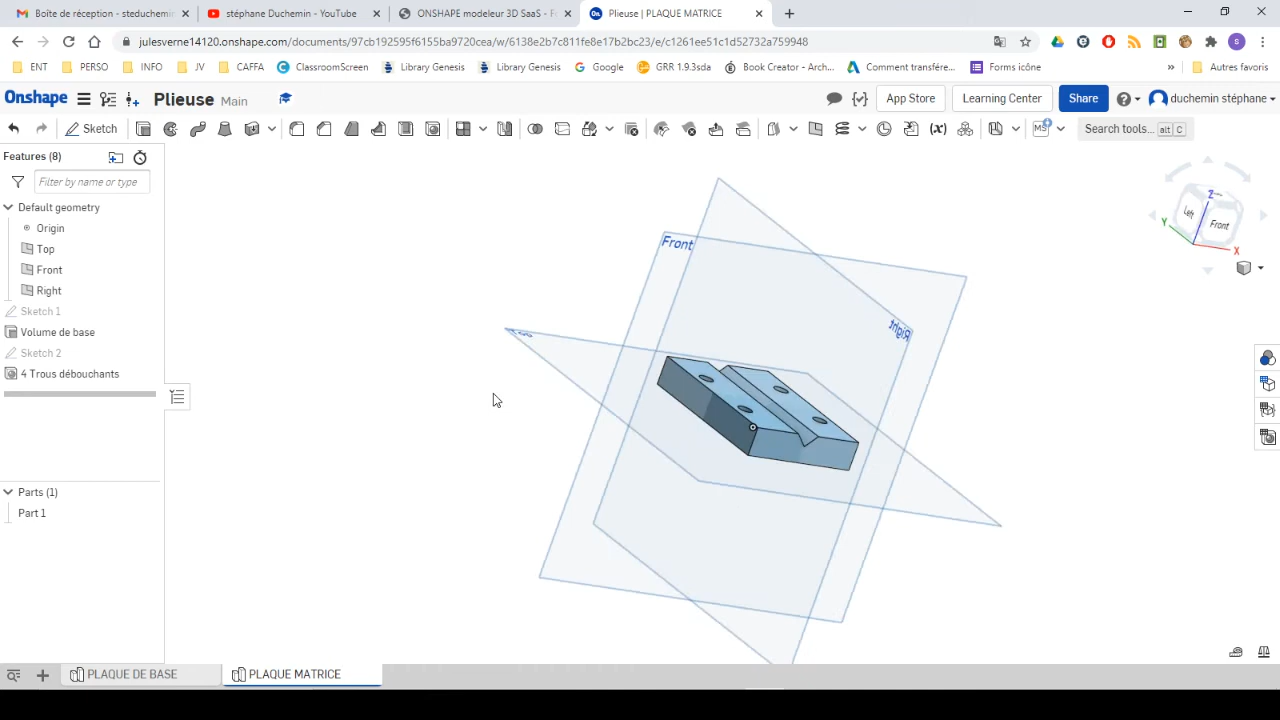 Boîte de réception - steduchemin
stéphane Duchemin - YouTube
ONSHAPE modeleur 3D SaaS - Fo
Plieuse | PLAQUE MATRICE
julesverne14120.onshape.com/documents/97cb192595f6155ba9720cea/w/6138e2b7c811fe8e17b2bc23/e/c1261ee51c1d52732a759948
ENT PERSO INFO JV CAFFA ClassroomScreen Library Genesis Library Genesis Google GRR 1.9.3sda Book Creator - Arch... Comment transfére... Forms icône » Autres favoris
Onshape Plieuse Main App Store Learning Center Share duchemin stéphane
Sketch Search tools... alt C
Features (8)
Filter by name or type
Default geometry
Origin
Top
Front
Right
Sketch 1
Volume de base
Sketch 2
4 Trous débouchants
Parts (1)
Part 1
Front
Right
Z
Left
Front
Y
X
PLAQUE DE BASE
PLAQUE MATRICE